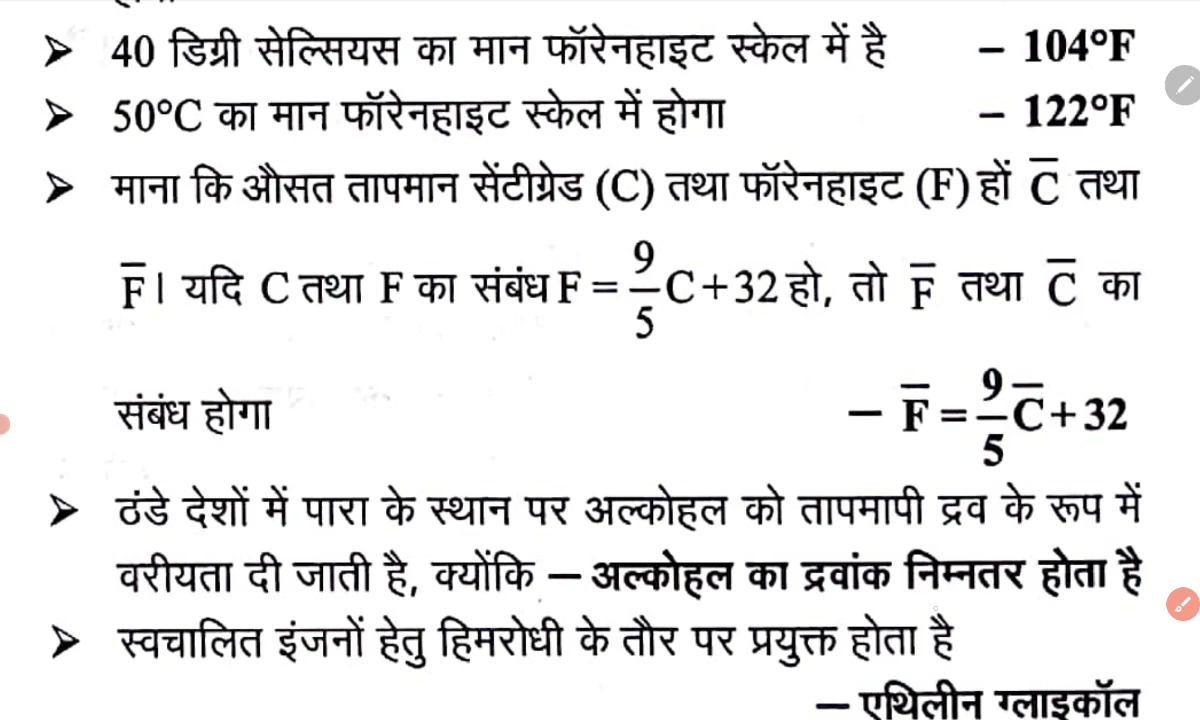 ➤ 40 डिग्री सेल्सियस का मान फॉरेनहाइट स्केल में है – 104°F
➤ 50°C का मान फॉरेनहाइट स्केल में होगा – 122°F
➤ माना कि औसत तापमान सेंटीग्रेड (C) तथा फॉरेनहाइट (F) हों C̅ तथा
F̅। यदि C तथा F का संबंध F = 9/5 C+32 हो, तो F̅ तथा C̅ का
संबंध होगा – F̅ = 9/5 C̅+32
➤ ठंडे देशों में पारा के स्थान पर अल्कोहल को तापमापी द्रव के रूप में
वरीयता दी जाती है, क्योंकि – अल्कोहल का द्रवांक निम्नतर होता है
➤ स्वचालित इंजनों हेतु हिमरोधी के तौर पर प्रयुक्त होता है
– एथिलीन ग्लाइकॉल